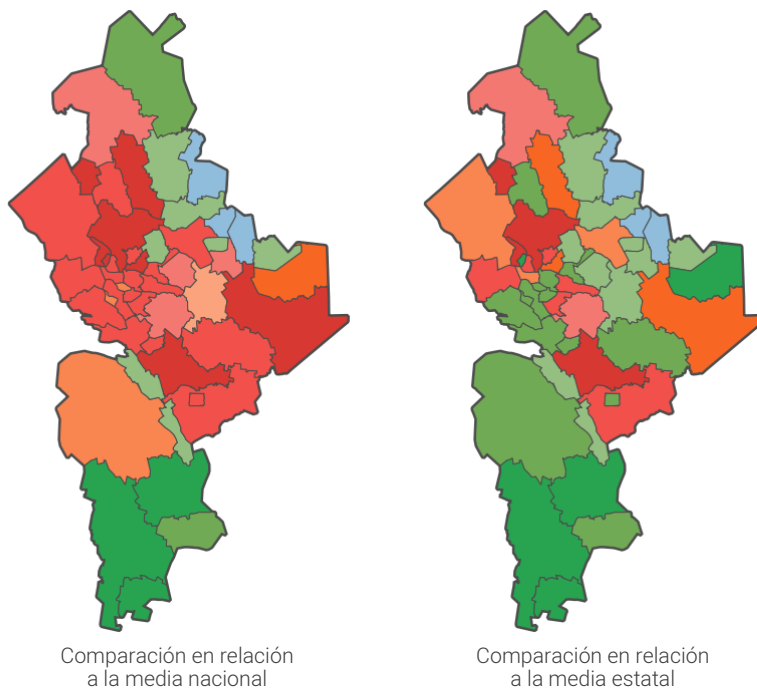 Comparación en relación
a la media nacional
Comparación en relación
a la media estatal